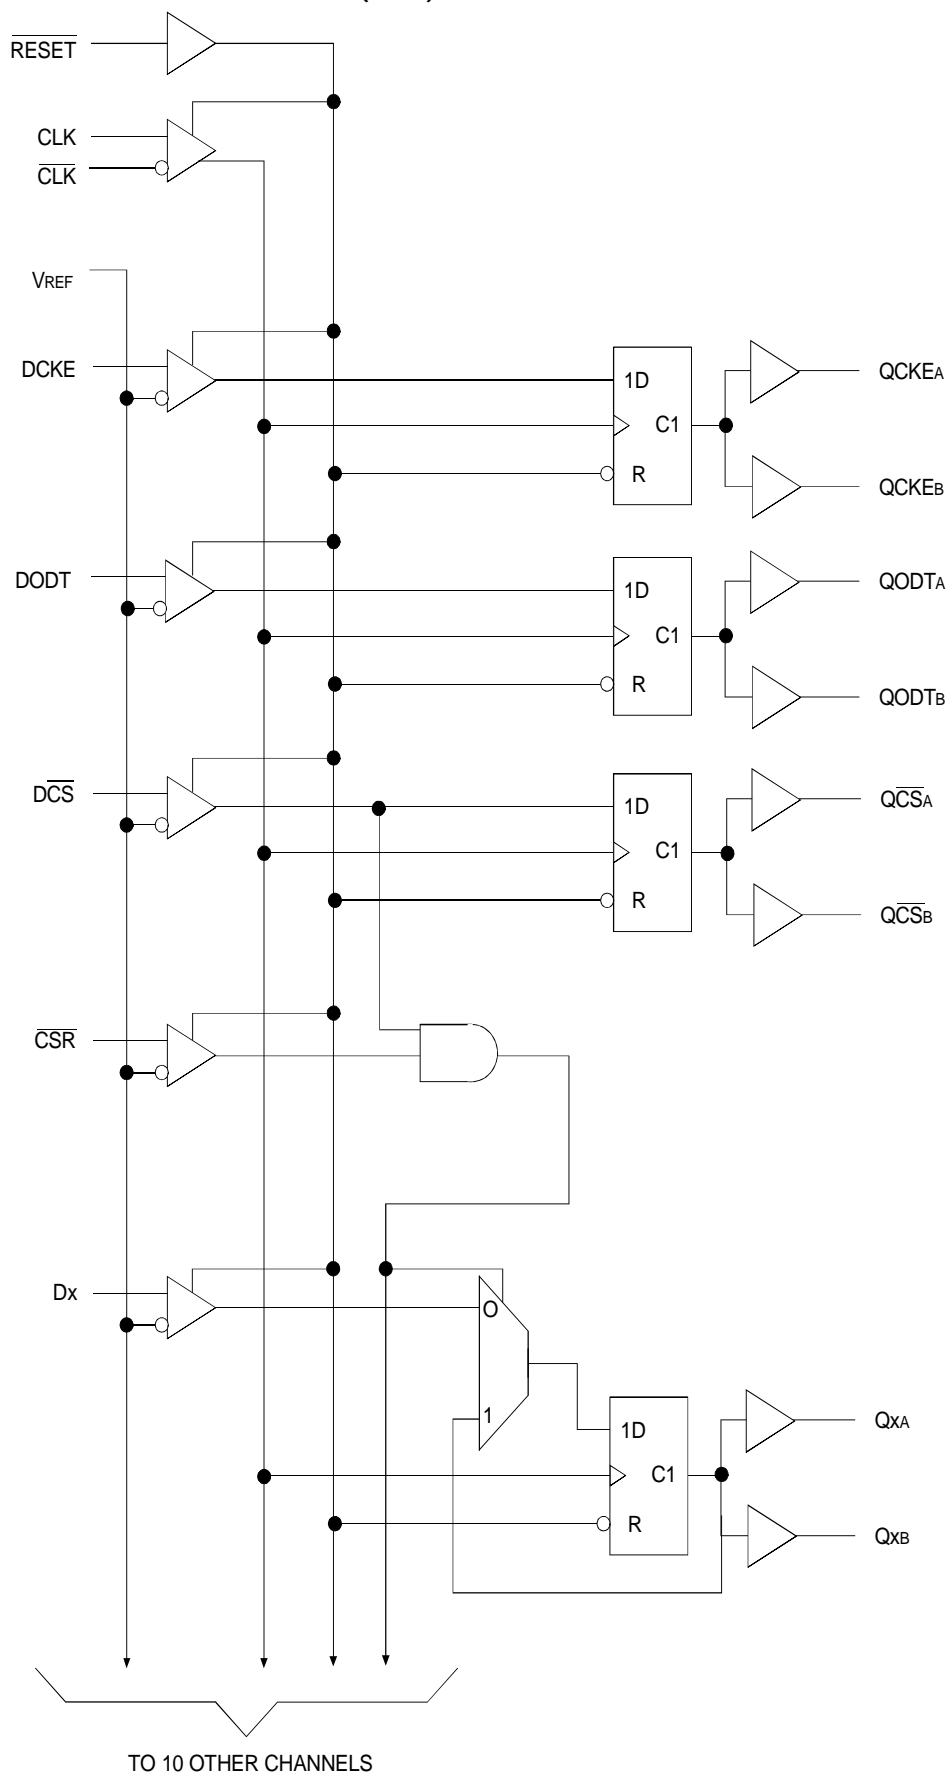 RESET
CLK
CLK
VREF
DCKE
1D
C1
R
QCKEA
QCKEB
DODT
1D
C1
R
QODTA
QODTB
DCS
1D
C1
R
QCSA
QCSB
CSR
Dx
O
1
1D
C1
R
QxA
QxB
TO 10 OTHER CHANNELS